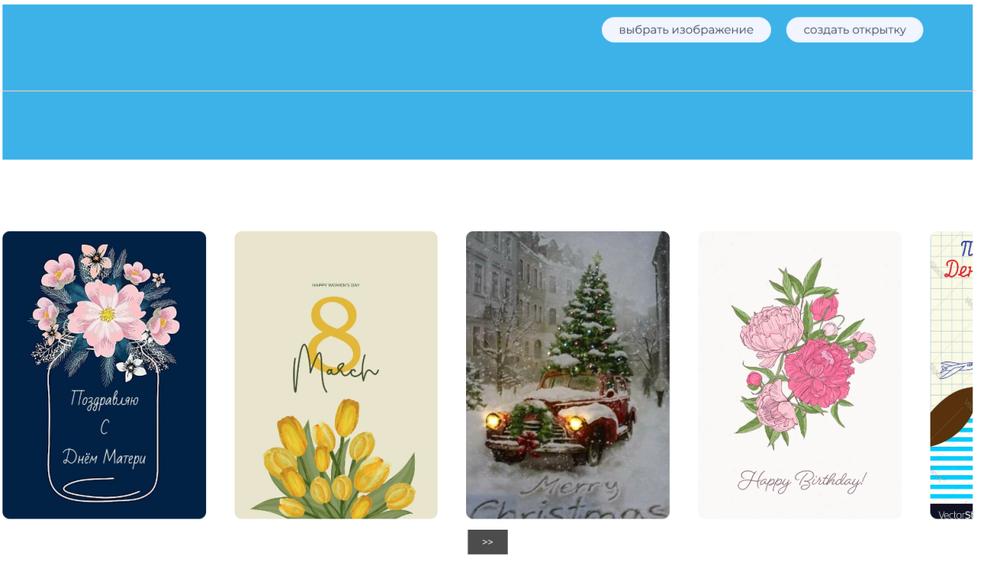 выбрать изображение
создать открытку
Поздравляю
С
Днём Матери
HAPPY WOMEN'S DAY
8
March
Merry
Christmas
Happy Birthday!
>>